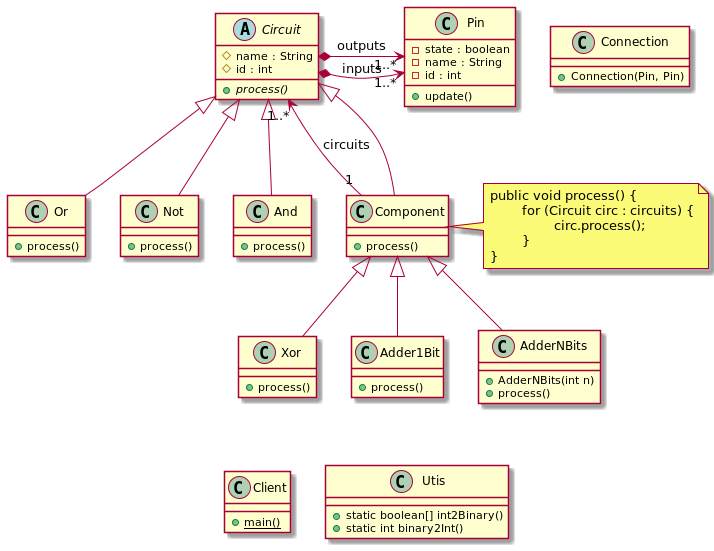 A Circuit
name : String
id : int
process()
outputs
1..*
inputs
1..*
C Pin
state : boolean
name : String
id : int
update()
C Connection
Connection(Pin, Pin)
1..*
circuits
1
C Or
process()
C Not
process()
C And
process()
C Component
process()
public void process() {
for (Circuit circ : circuits) {
circ.process();
}
}
C Xor
process()
C Adder1Bit
process()
C AdderNBits
AdderNBits(int n)
process()
C Client
main()
C Utis
static boolean[] int2Binary()
static int binary2Int()